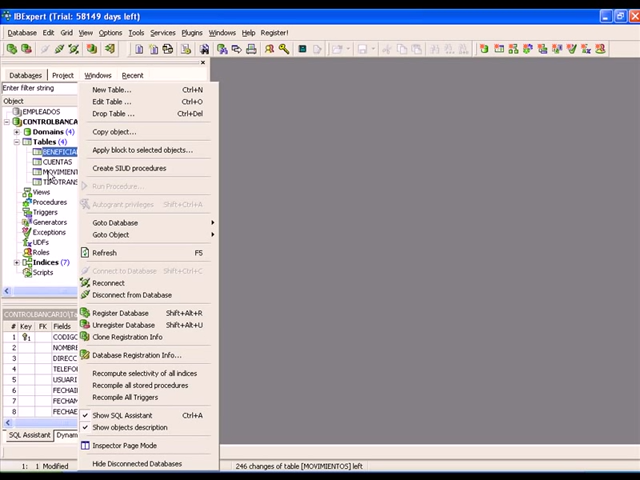 IBExpert (Trial: 58149 days left)
Database Edit Grid View Options Tools Services Plugins Windows Help Register!
Databases Project Windows Recent
Enter filter string
Object
EMPLEADOS
CONTROLBANCA
Domains (4)
Tables (4)
BENEFICIA
CUENTAS
MOVIMIENT
TIPOTRANS
Views
Procedures
Triggers
Generators
Exceptions
UDFs
Roles
Indices (7)
Scripts
New Table... Ctrl+N
Edit Table ... Ctrl+O
Drop Table ... Ctrl+Del
Copy object...
Apply block to selected objects...
Create SIUD procedures
Run Procedure...
Autogrant privileges Shift+Ctrl+A
Goto Database
Goto Object
Refresh F5
Connect to Database Shift+Ctrl+C
Reconnect
Disconnect from Database
Register Database Shift+Alt+R
Unregister Database Shift+Alt+U
Clone Registration Info
Database Registration Info...
Recompute selectivity of all indices
Recompile all stored procedures
Recompile All Triggers
Show SQL Assistant Ctrl+A
Show objects description
Inspector Page Mode
Hide Disconnected Databases
CONTROLBANCARIO\Ta
# Key FK Fields
1 1 CODIGO
2 NOMBR
3 DIRECC
4 TELEFO
5 USUARI
6 FECHAI
7 FECHAM
8 FECHA
SQL Assistant Dynam
1: 1 Modified 246 changes of table [MOVIMIENTOS] left